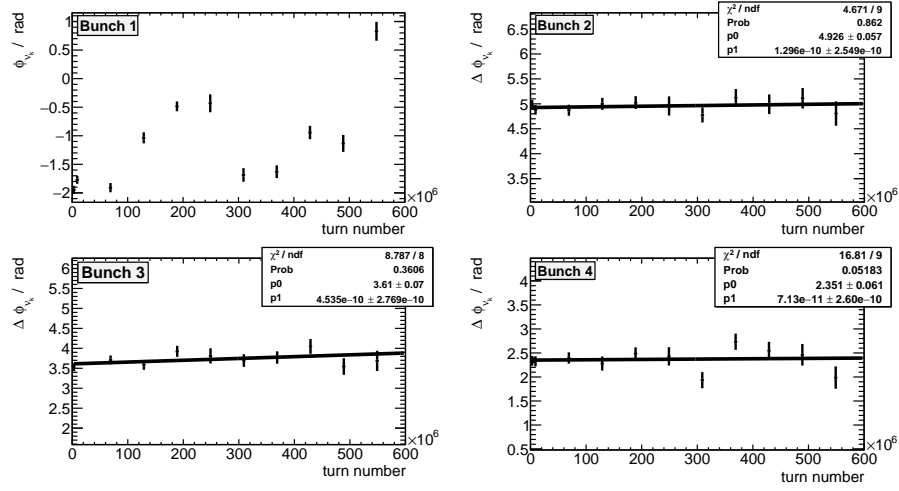 Bunch 1
ϕ_{ν_k} / rad
0.5
0
−0.5
−1
−1.5
−2
0 100 200 300 400 500 600
×10^6
turn number
Bunch 2
χ² / ndf 4.671 / 9
Prob 0.862
p0 4.926 ± 0.057
p1 1.296e−10 ± 2.549e−10
Δ ϕ_{ν_k} / rad
6.5
6
5.5
5
4.5
4
3.5
3
0 100 200 300 400 500 600
×10^6
turn number
Bunch 3
χ² / ndf 8.787 / 8
Prob 0.3606
p0 3.61 ± 0.07
p1 4.535e−10 ± 2.769e−10
Δ ϕ_{ν_k} / rad
6
5.5
5
4.5
4
3.5
3
2.5
2
0 100 200 300 400 500 600
×10^6
turn number
Bunch 4
χ² / ndf 16.81 / 9
Prob 0.05183
p0 2.351 ± 0.061
p1 7.13e−11 ± 2.60e−10
Δ ϕ_{ν_k} / rad
4
3.5
3
2.5
2
1.5
1
0.5
0 100 200 300 400 500 600
×10^6
turn number